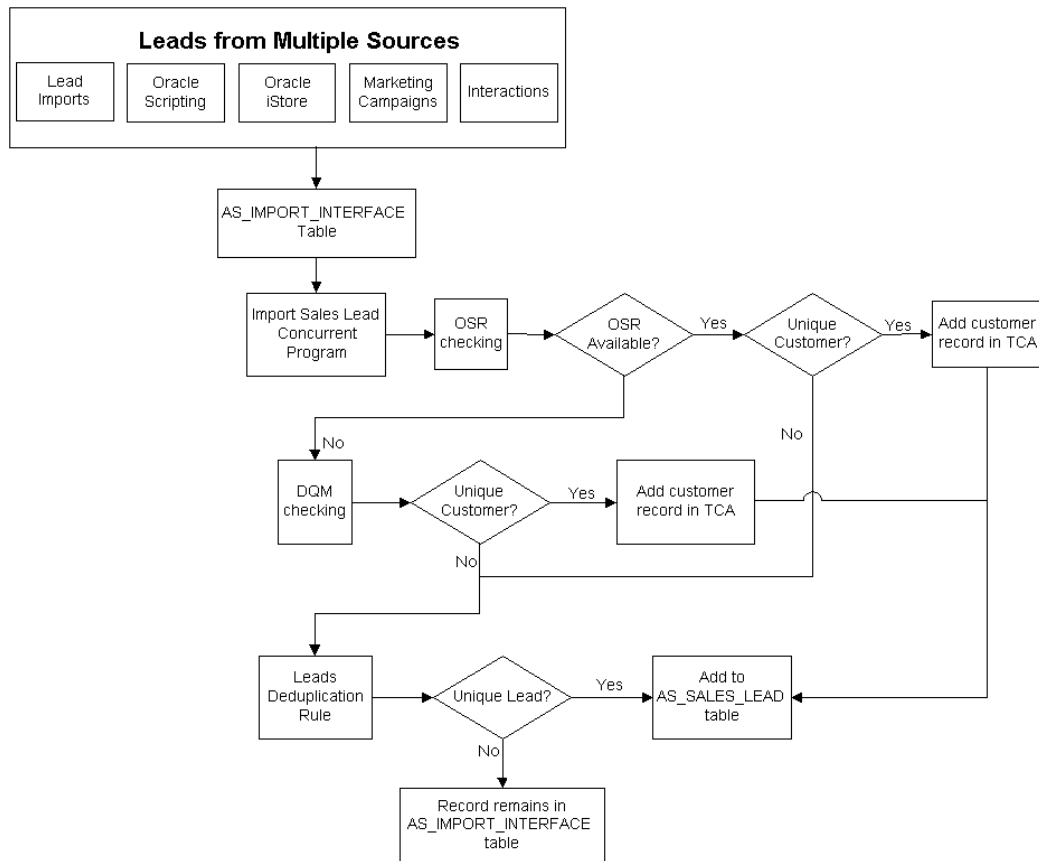 Leads from Multiple Sources
Lead
Imports
Oracle
Scripting
Oracle
iStore
Marketing
Campaigns
Interactions
AS_IMPORT_INTERFACE
Table
Import Sales Lead
Concurrent
Program
OSR
checking
OSR
Available?
Yes
Unique
Customer?
Yes
Add customer
record in TCA
No
No
DQM
checking
Unique
Customer?
Yes
Add customer
record in TCA
No
Leads
Deduplication
Rule
Unique Lead?
Yes
Add to
AS_SALES_LEAD
table
No
Record remains in
AS_IMPORT_INTERFACE
table